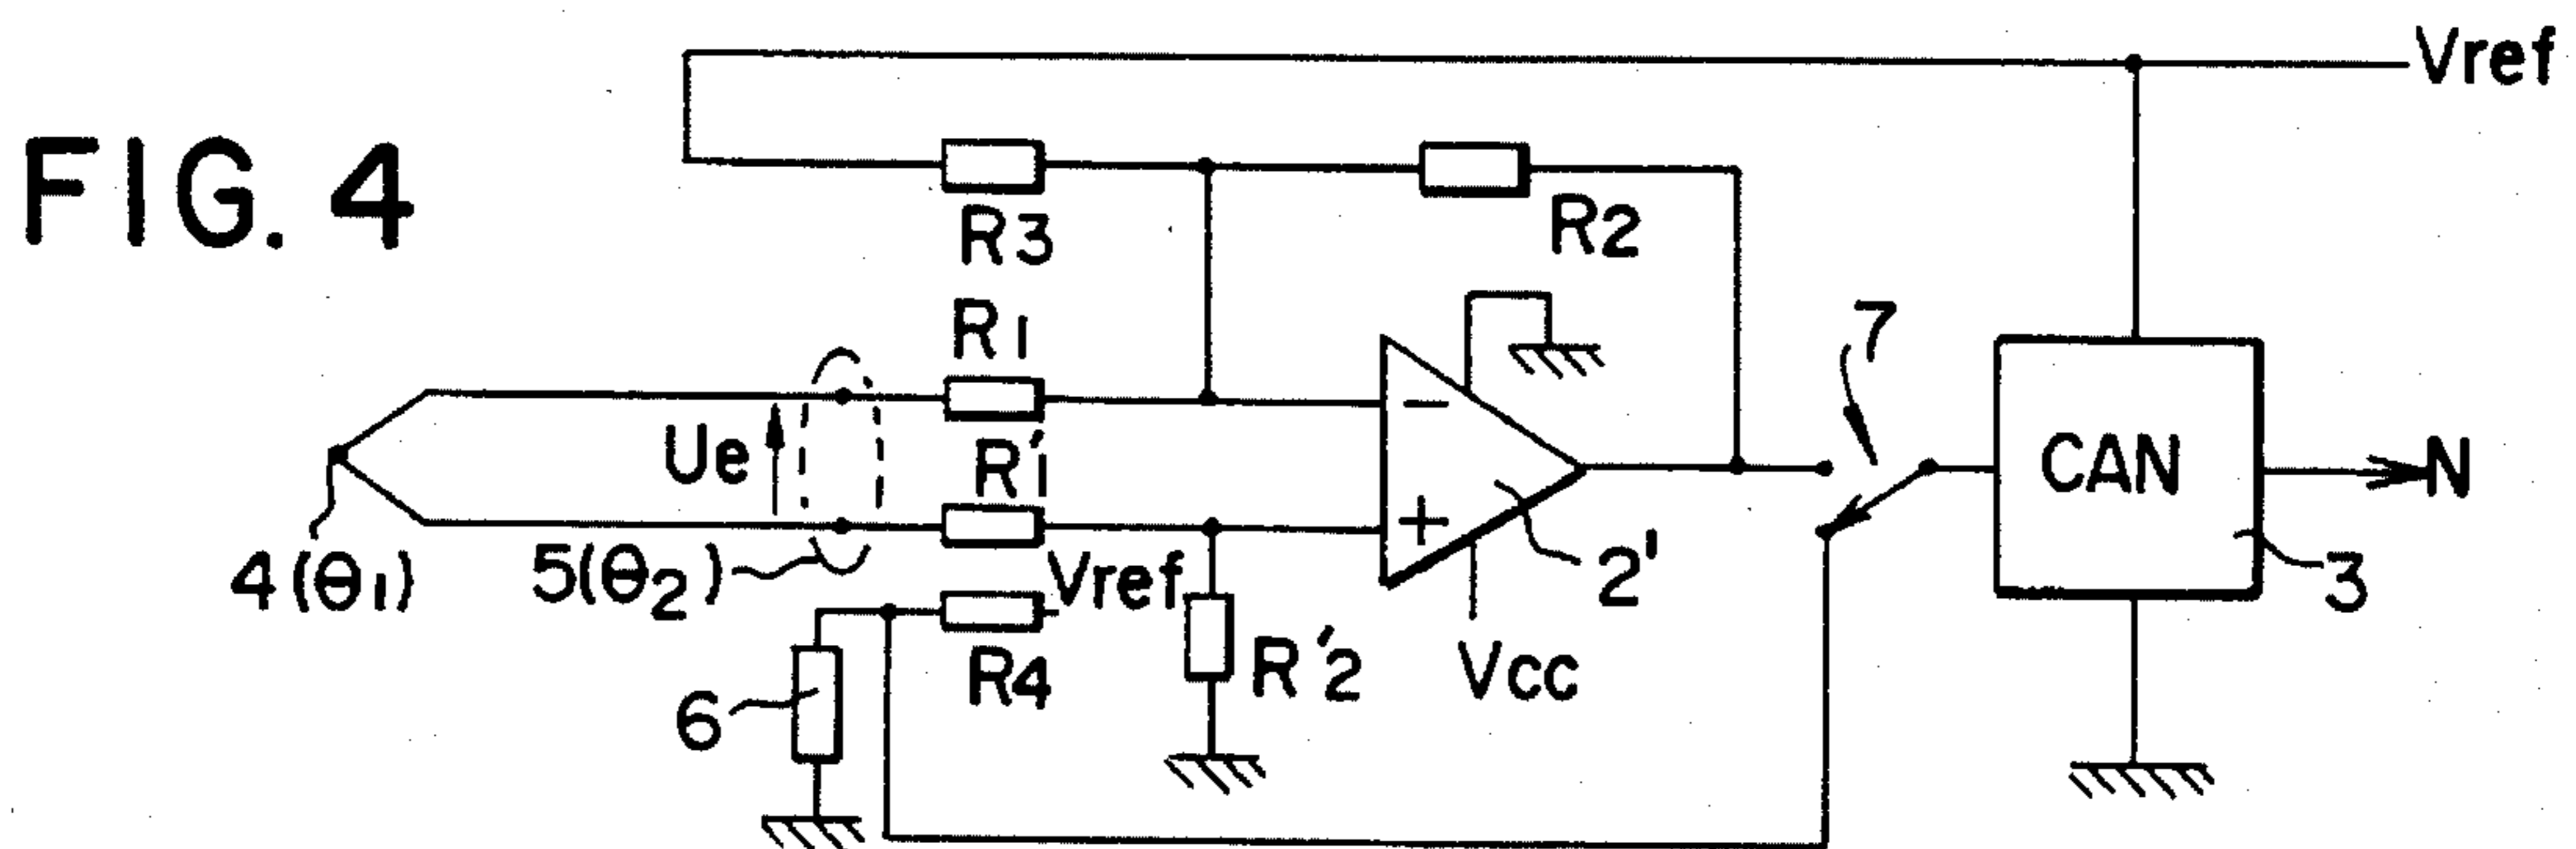 Vref
FIG. 4
R3
R2
R1
7
Ue
R'1
CAN
N
4(θ1)
5(θ2)
Vref
2'
3
R4
R'2
Vcc
6
−
+